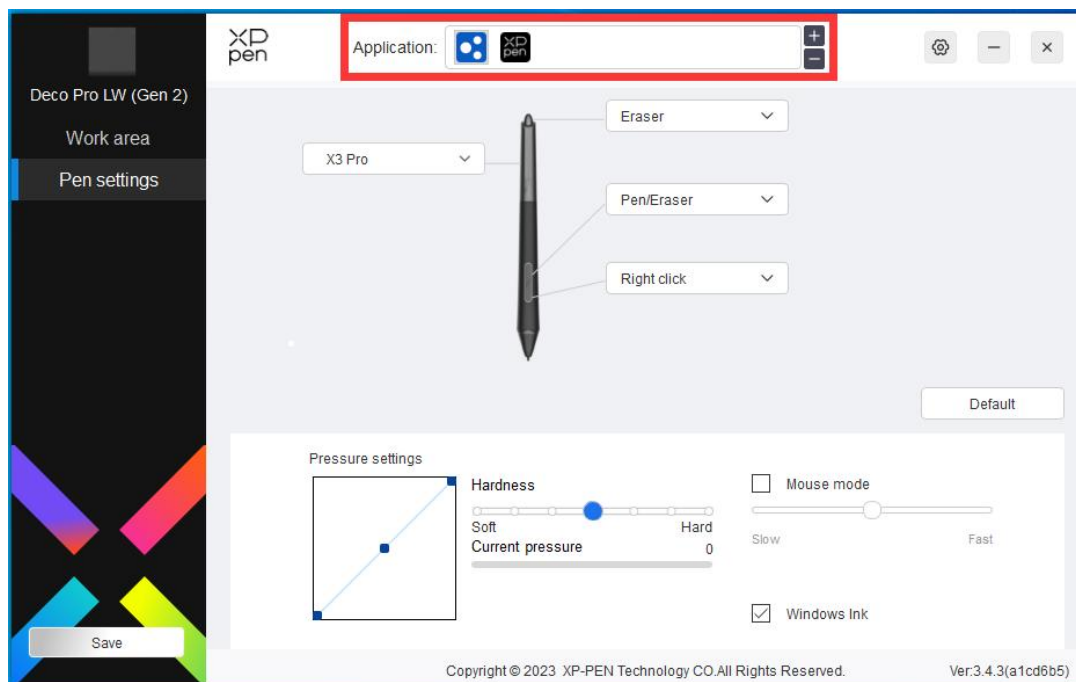 XP
pen
Application:
XP
pen
+
−
Deco Pro LW (Gen 2)
Work area
Pen settings
Eraser
X3 Pro
Pen/Eraser
Right click
Default
Pressure settings
Hardness
Soft Hard
Current pressure 0
Mouse mode
Slow Fast
Windows Ink
Save
Copyright © 2023 XP-PEN Technology CO.All Rights Reserved.
Ver:3.4.3(a1cd6b5)